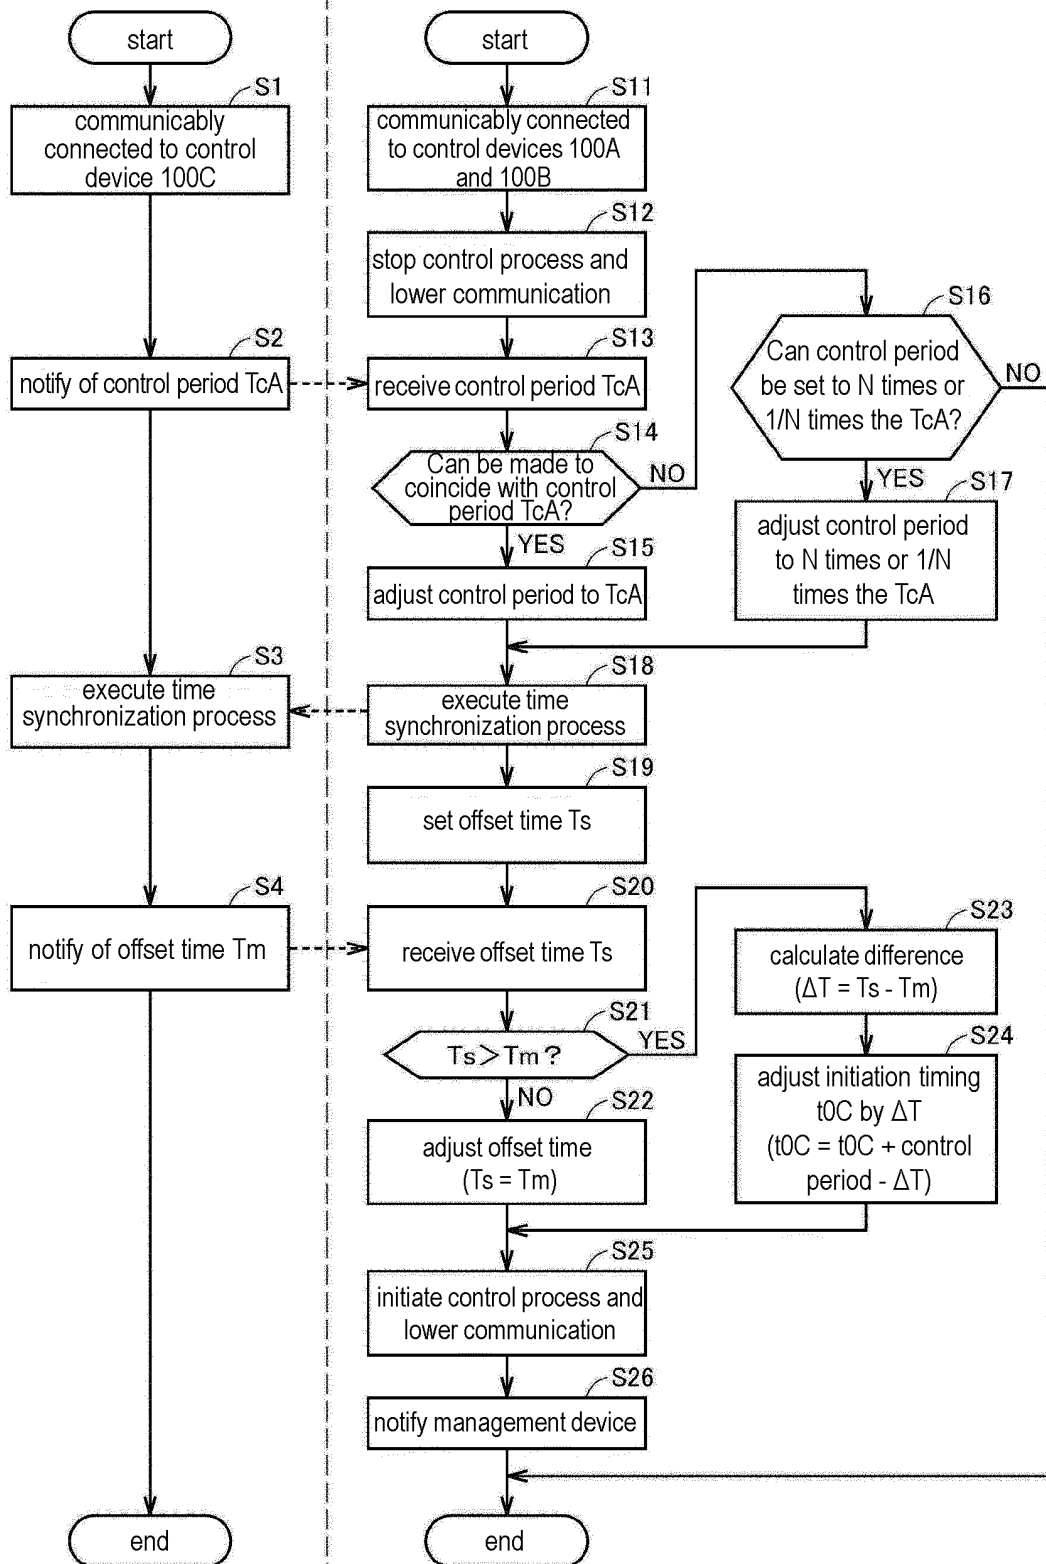 start
S1
communicably
connected to control
device 100C
S2
notify of control period TcA
S3
execute time
synchronization process
S4
notify of offset time Tm
end
start
S11
communicably connected
to control devices 100A
and 100B
S12
stop control process and
lower communication
S13
receive control period TcA
S14
Can be made to
coincide with control
period TcA?
NO
YES
S15
adjust control period to TcA
S16
Can control period
be set to N times or
1/N times the TcA?
NO
YES
S17
adjust control period
to N times or 1/N
times the TcA
S18
execute time
synchronization process
S19
set offset time Ts
S20
receive offset time Ts
S21
Ts>Tm?
YES
NO
S22
adjust offset time
(Ts = Tm)
S23
calculate difference
(ΔT = Ts - Tm)
S24
adjust initiation timing
t0C by ΔT
(t0C = t0C + control
period - ΔT)
S25
initiate control process and
lower communication
S26
notify management device
end